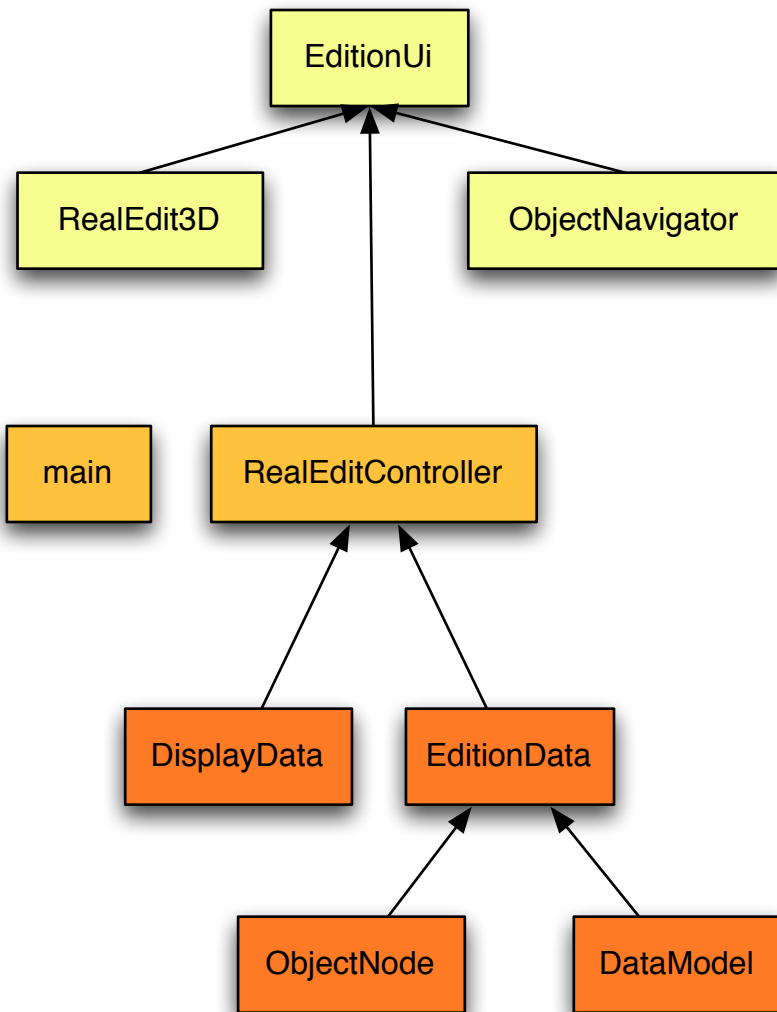 EditionUi
RealEdit3D
ObjectNavigator
main
RealEditController
DisplayData
EditionData
ObjectNode
DataModel